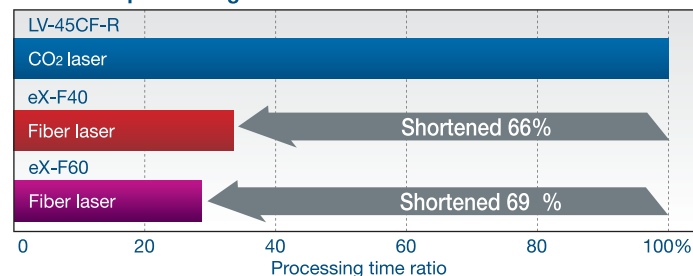 LV-45CF-R
CO₂ laser
eX-F40
Fiber laser
Shortened 66%
eX-F60
Fiber laser
Shortened 69 %
0 20 40 60 80 100%
Processing time ratio